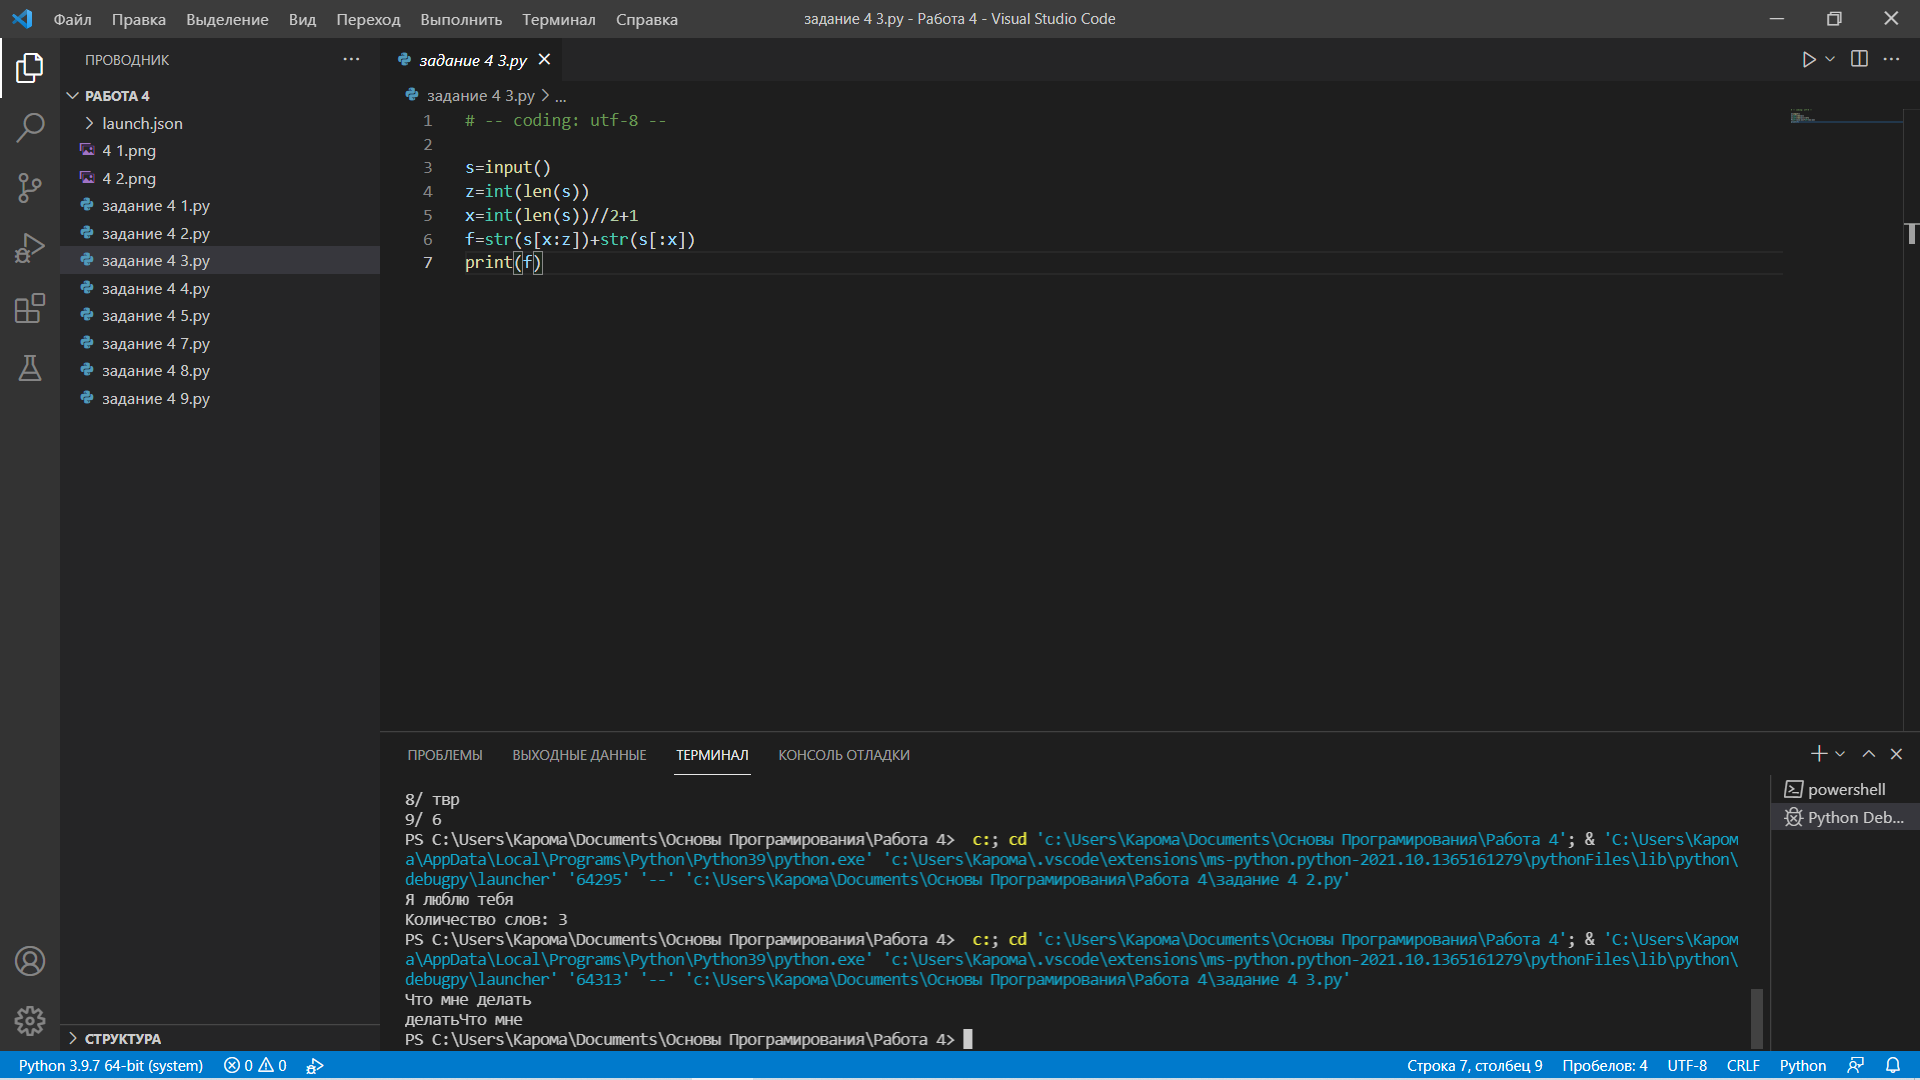 Файл Правка Выделение Вид Переход Выполнить Терминал Справка
задание 4 3.py - Работа 4 - Visual Studio Code
ПРОВОДНИК
РАБОТА 4
launch.json
4 1.png
4 2.png
задание 4 1.py
задание 4 2.py
задание 4 3.py
задание 4 4.py
задание 4 5.py
задание 4 7.py
задание 4 8.py
задание 4 9.py
СТРУКТУРА
задание 4 3.py
задание 4 3.py > ...
1 # -- coding: utf-8 --
2
3 s=input()
4 z=int(len(s))
5 x=int(len(s))//2+1
6 f=str(s[x:z])+str(s[:x])
7 print(f)
ПРОБЛЕМЫ ВЫХОДНЫЕ ДАННЫЕ ТЕРМИНАЛ КОНСОЛЬ ОТЛАДКИ
8/ твр
9/ 6
PS C:\Users\Карома\Documents\Основы Програмирования\Работа 4>  c:; cd 'c:\Users\Карома\Documents\Основы Програмирования\Работа 4'; & 'C:\Users\Каром
а\AppData\Local\Programs\Python\Python39\python.exe' 'c:\Users\Карома\.vscode\extensions\ms-python.python-2021.10.1365161279\pythonFiles\lib\python\
debugpy\launcher' '64295' '--' 'c:\Users\Карома\Documents\Основы Програмирования\Работа 4\задание 4 2.py'
Я люблю тебя
Количество слов: 3
PS C:\Users\Карома\Documents\Основы Програмирования\Работа 4>  c:; cd 'c:\Users\Карома\Documents\Основы Програмирования\Работа 4'; & 'C:\Users\Каром
а\AppData\Local\Programs\Python\Python39\python.exe' 'c:\Users\Карома\.vscode\extensions\ms-python.python-2021.10.1365161279\pythonFiles\lib\python\
debugpy\launcher' '64313' '--' 'c:\Users\Карома\Documents\Основы Програмирования\Работа 4\задание 4 3.py'
Что мне делать
делатьЧто мне
PS C:\Users\Карома\Documents\Основы Програмирования\Работа 4>
powershell
Python Deb...
Python 3.9.7 64-bit (system) 0 0
Строка 7, столбец 9 Пробелов: 4 UTF-8 CRLF Python